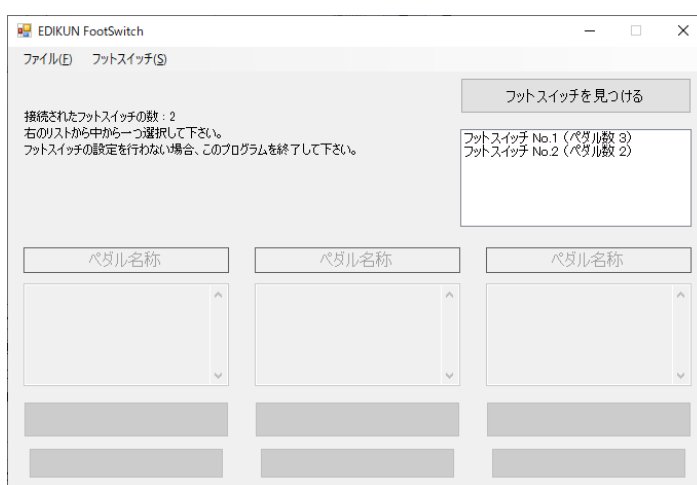 EDIKUN FootSwitch
ファイル(F) フットスイッチ(S)
フットスイッチを見つける
接続されたフットスイッチの数：2
右のリストから中から一つ選択して下さい。
フットスイッチの設定を行わない場合、このプログラムを終了して下さい。
フットスイッチ No.1（ペダル数 3）
フットスイッチ No.2（ペダル数 2）
ペダル名称 ペダル名称 ペダル名称